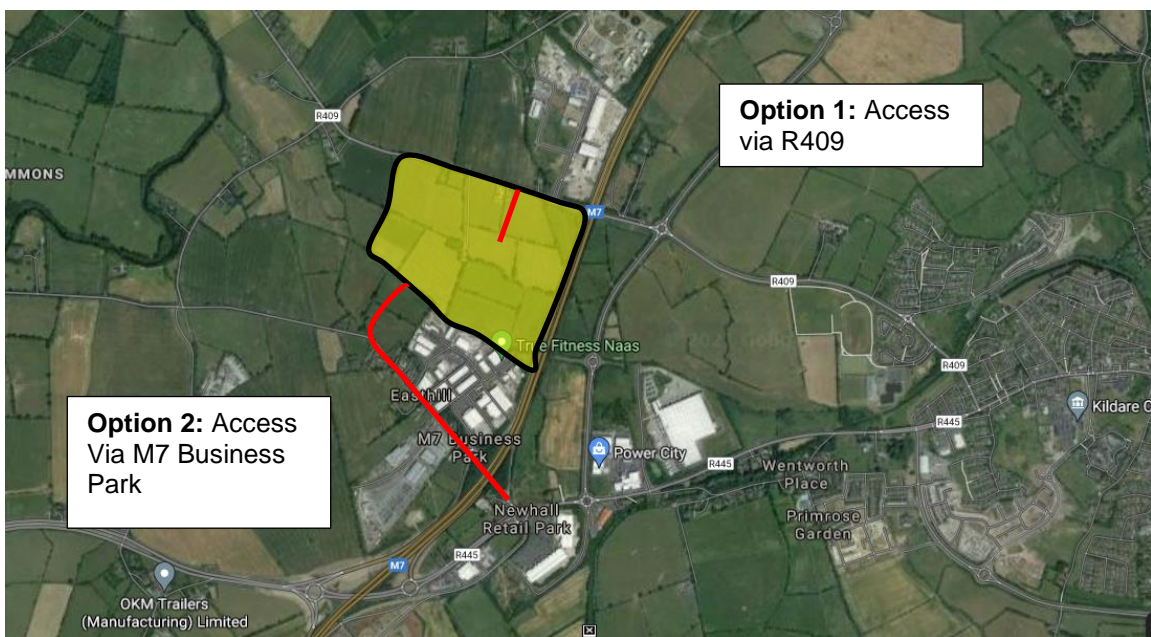 Option 1: Access
via R409
R409
MMONS
M7
R409
Tri e Fitness Naas
R409
Easthill
Kildare C
Option 2: Access
Via M7 Business
Park
M7 Business
Park
R445
Power City
R445
Wentworth
Place
Newhall
Retail Park
Primrose
Garden
R445
M7
OKM Trailers
(Manufacturing) Limited